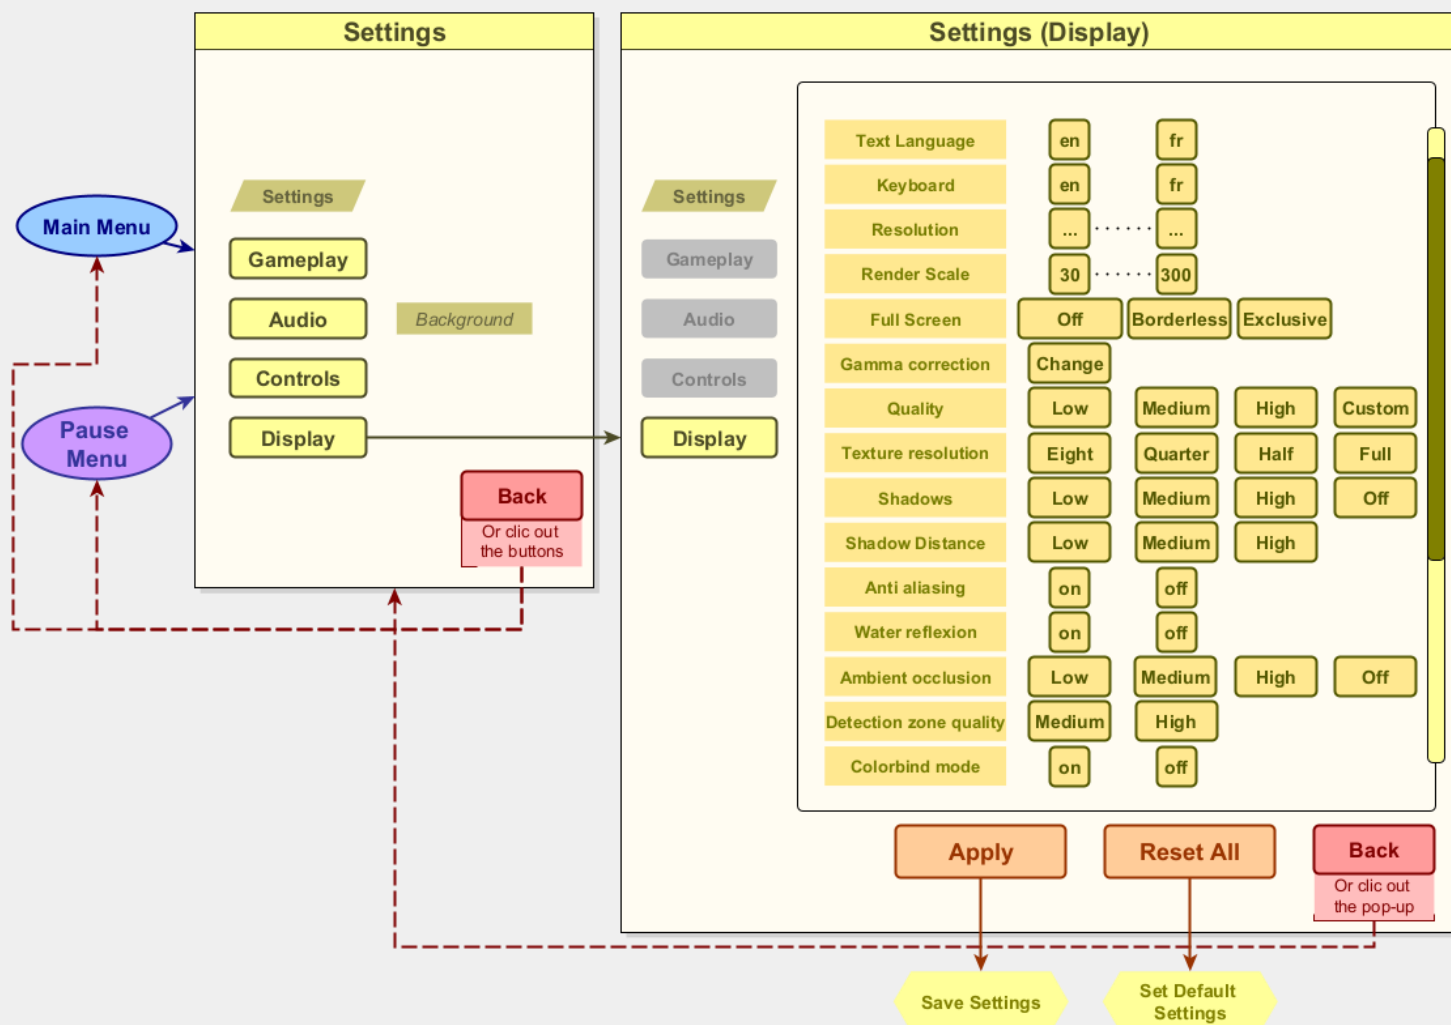 Settings
Settings (Display)
Main Menu
Pause
Menu
Settings
Gameplay
Audio
Background
Controls
Display
Back
Or clic out
the buttons
Settings
Gameplay
Audio
Controls
Display
Text Language en fr
Keyboard en fr
Resolution ... ...... ...
Render Scale 30 ...... 300
Full Screen Off Borderless Exclusive
Gamma correction Change
Quality Low Medium High Custom
Texture resolution Eight Quarter Half Full
Shadows Low Medium High Off
Shadow Distance Low Medium High
Anti aliasing on off
Water reflexion on off
Ambient occlusion Low Medium High Off
Detection zone quality Medium High
Colorbind mode on off
Apply
Reset All
Back
Or clic out
the pop-up
Save Settings
Set Default
Settings